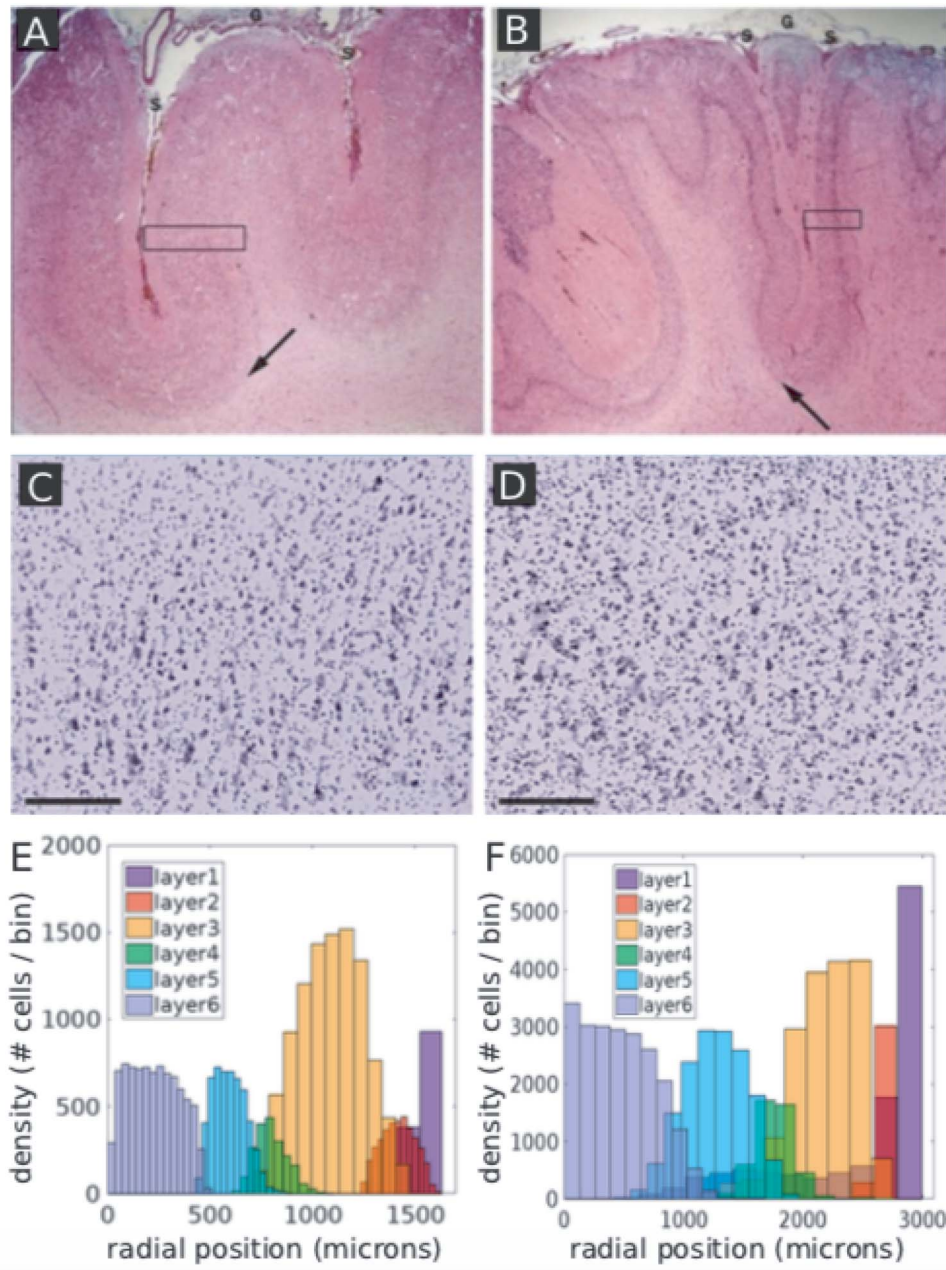 A
G
S
S
B
G
S
S
C
D
E
2000
1500
1000
500
0
0
500
1000
1500
layer1
layer2
layer3
layer4
layer5
layer6
density (# cells / bin)
radial position (microns)
F
6000
5000
4000
3000
2000
1000
0
0
1000
2000
3000
layer1
layer2
layer3
layer4
layer5
layer6
density (# cells / bin)
radial position (microns)